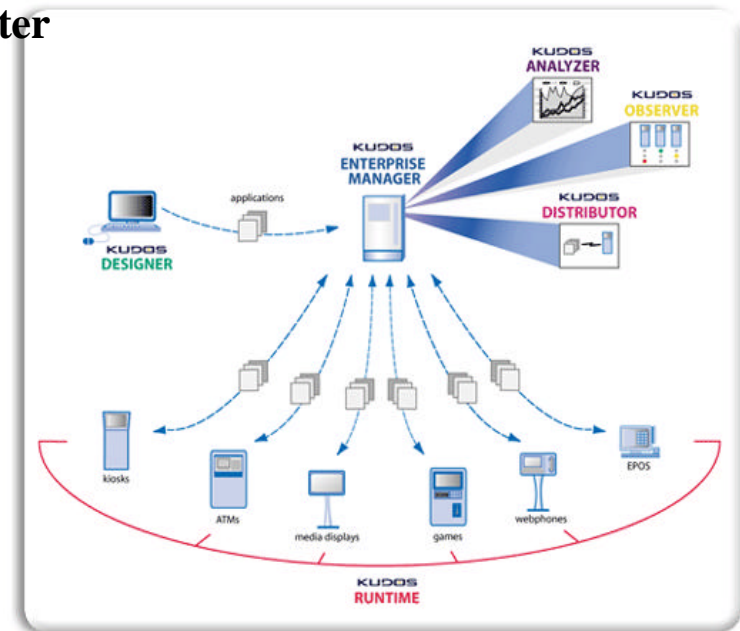 ter
KUDOS
ANALYZER
KUDOS
OBSERVER
KUDOS
ENTERPRISE
MANAGER
KUDOS
DISTRIBUTOR
applications
KUDOS
DESIGNER
kiosks
ATMs
media displays
games
webphones
EPOS
KUDOS
RUNTIME